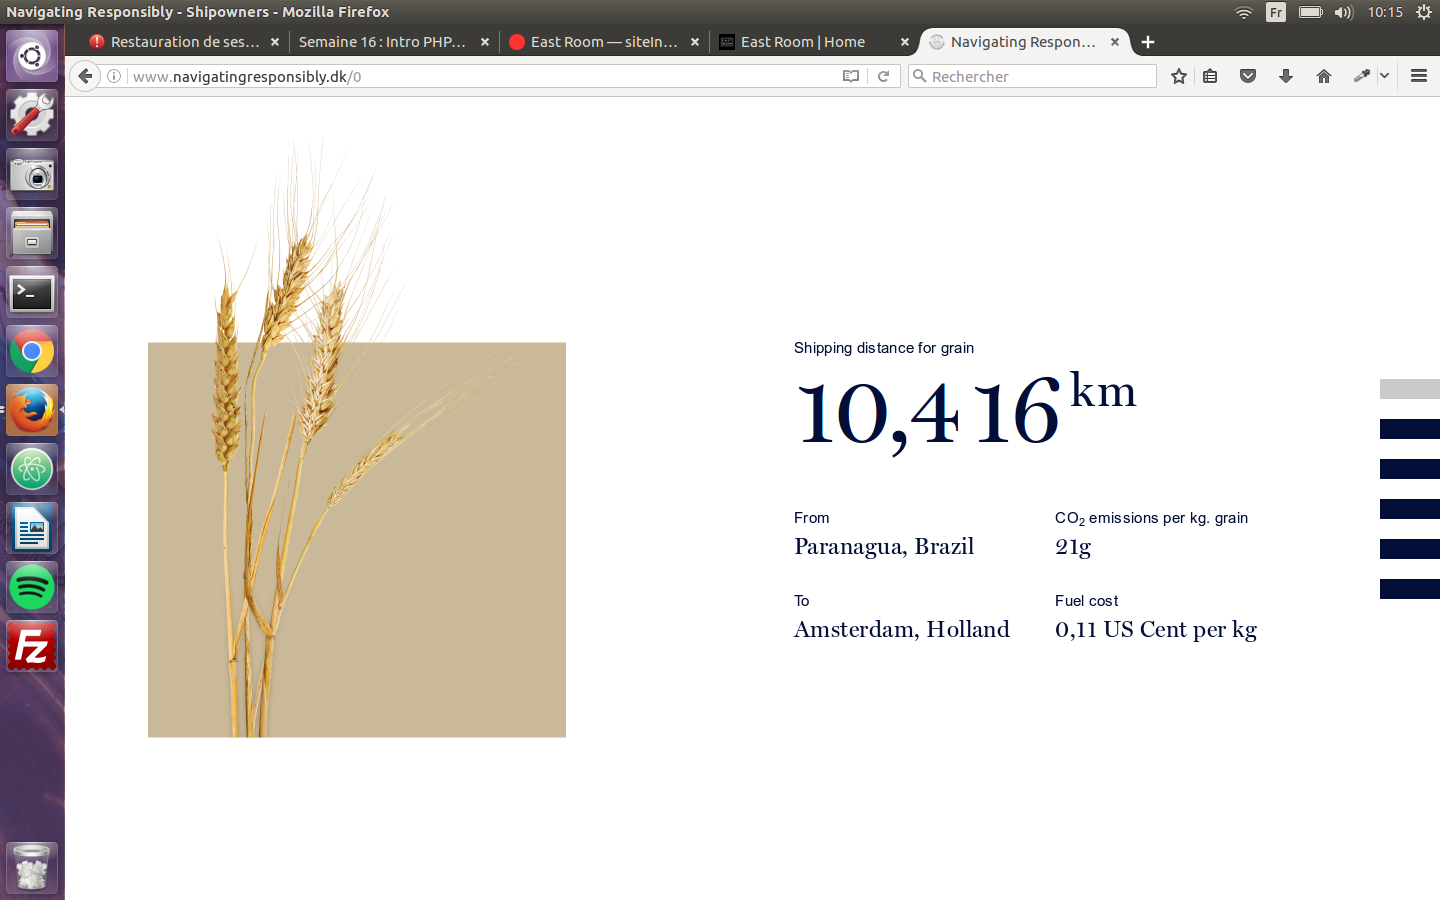 Navigating Responsibly - Shipowners - Mozilla Firefox
Fr
10:15
Restauration de ses...
Semaine 16 : Intro PHP...
East Room — siteIn...
East Room | Home
Navigating Respon...
www.navigatingresponsibly.dk/0
Rechercher
Shipping distance for grain
10,416 km
From
Paranagua, Brazil
CO₂ emissions per kg. grain
21g
To
Amsterdam, Holland
Fuel cost
0,11 US Cent per kg
Fz